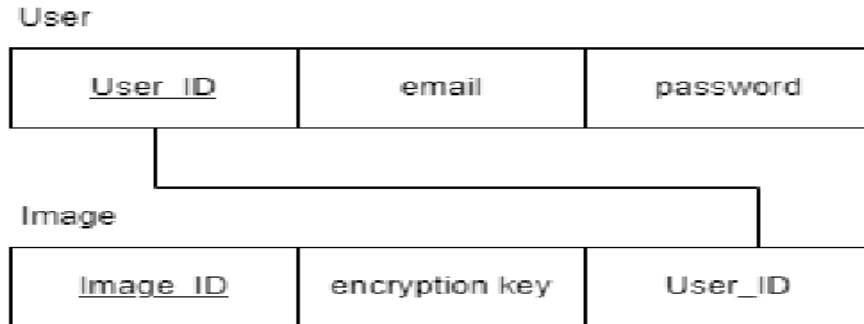 User
User_ID email password
Image
Image_ID encryption key User_ID